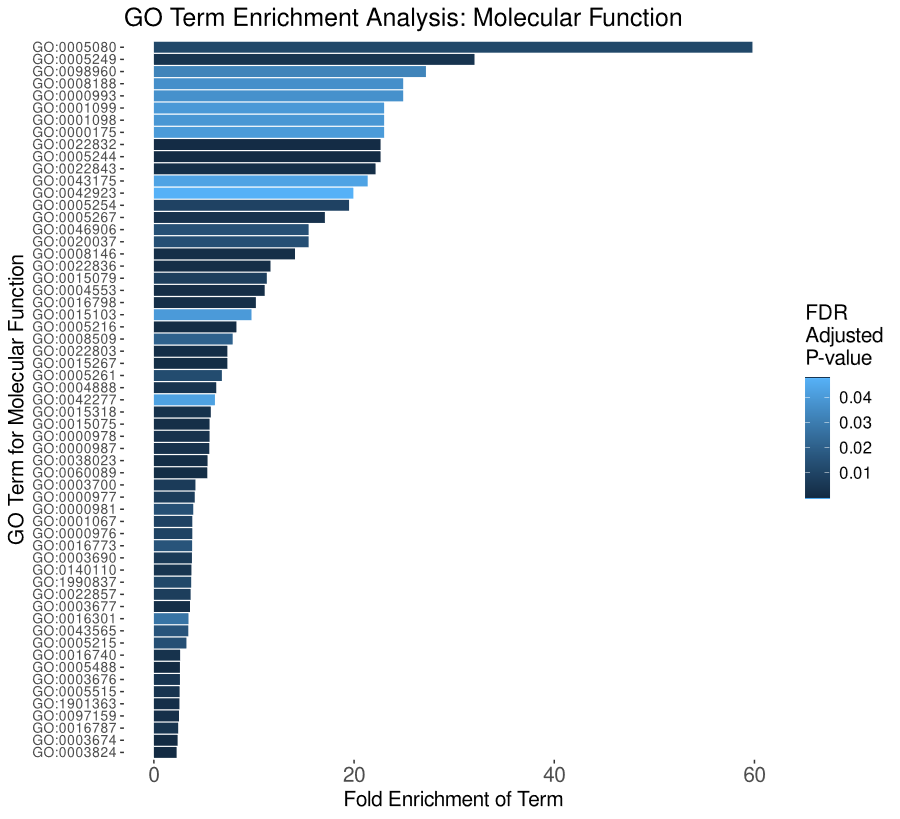 GO Term Enrichment Analysis: Molecular Function
GO Term for Molecular Function
GO:0005080
GO:0005249
GO:0098960
GO:0008188
GO:0000993
GO:0001099
GO:0001098
GO:0000175
GO:0022832
GO:0005244
GO:0022843
GO:0043175
GO:0042923
GO:0005254
GO:0005267
GO:0046906
GO:0020037
GO:0008146
GO:0022836
GO:0015079
GO:0004553
GO:0016798
GO:0015103
GO:0005216
GO:0008509
GO:0022803
GO:0015267
GO:0005261
GO:0004888
GO:0042277
GO:0015318
GO:0015075
GO:0000978
GO:0000987
GO:0038023
GO:0060089
GO:0003700
GO:0000977
GO:0000981
GO:0001067
GO:0000976
GO:0016773
GO:0003690
GO:0140110
GO:1990837
GO:0022857
GO:0003677
GO:0016301
GO:0043565
GO:0005215
GO:0016740
GO:0005488
GO:0003676
GO:0005515
GO:1901363
GO:0097159
GO:0016787
GO:0003674
GO:0003824
0 20 40 60
Fold Enrichment of Term
FDR
Adjusted
P-value
0.04
0.03
0.02
0.01